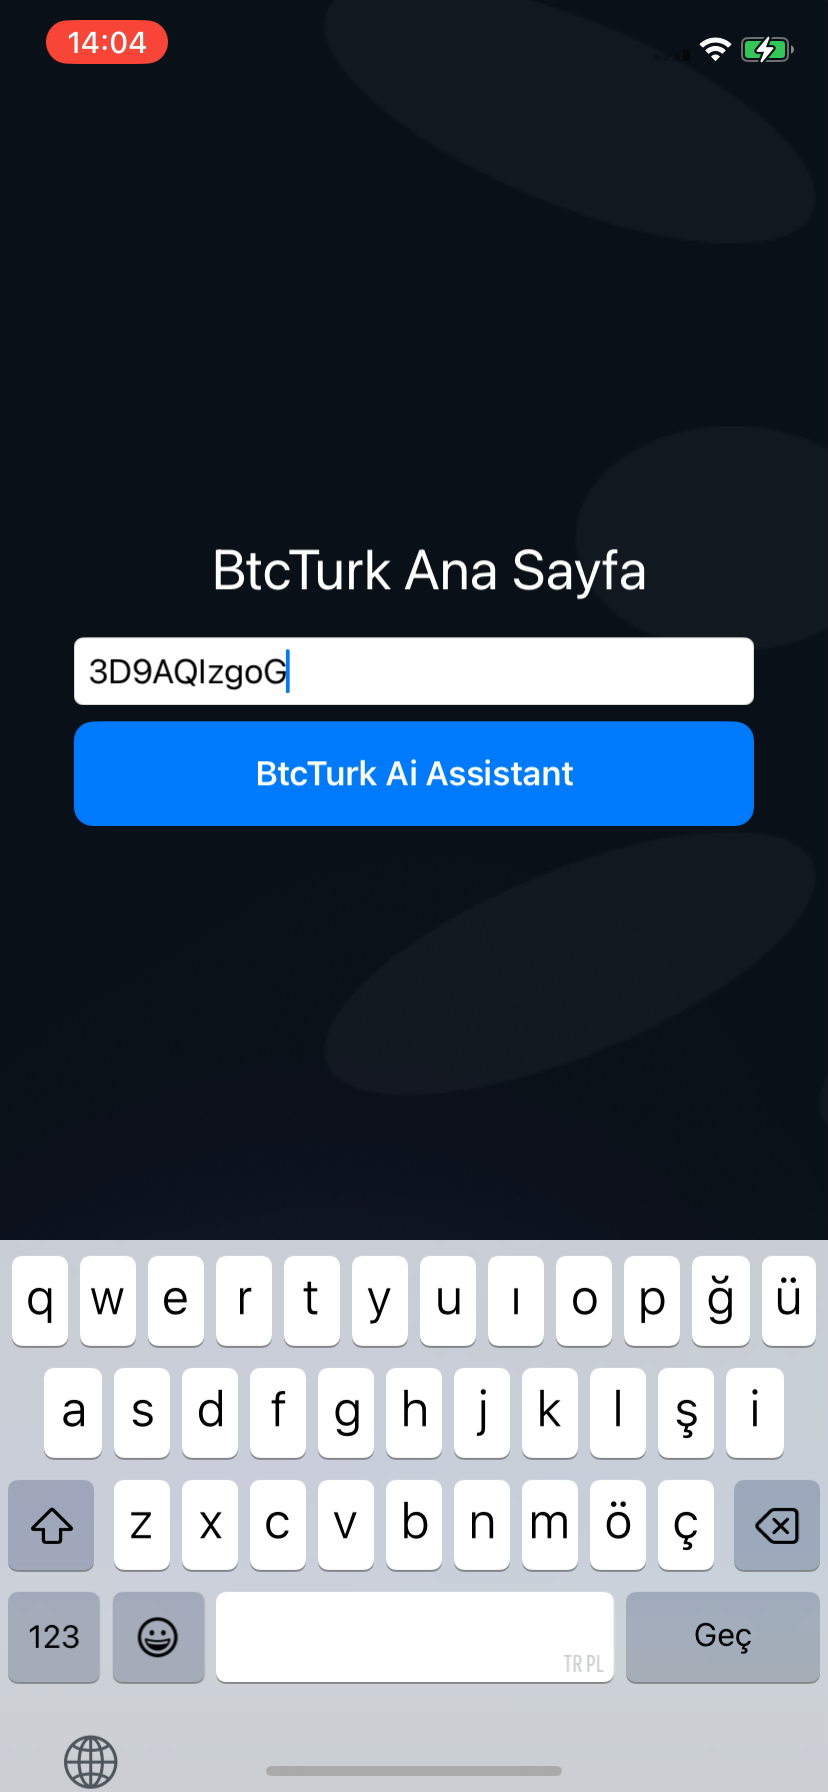 14:04
BtcTurk Ana Sayfa
3D9AQIzgoG
BtcTurk Ai Assistant
q w e r t y u ı o p ğ ü
a s d f g h j k l ş i
z x c v b n m ö ç
123 TR PL Geç